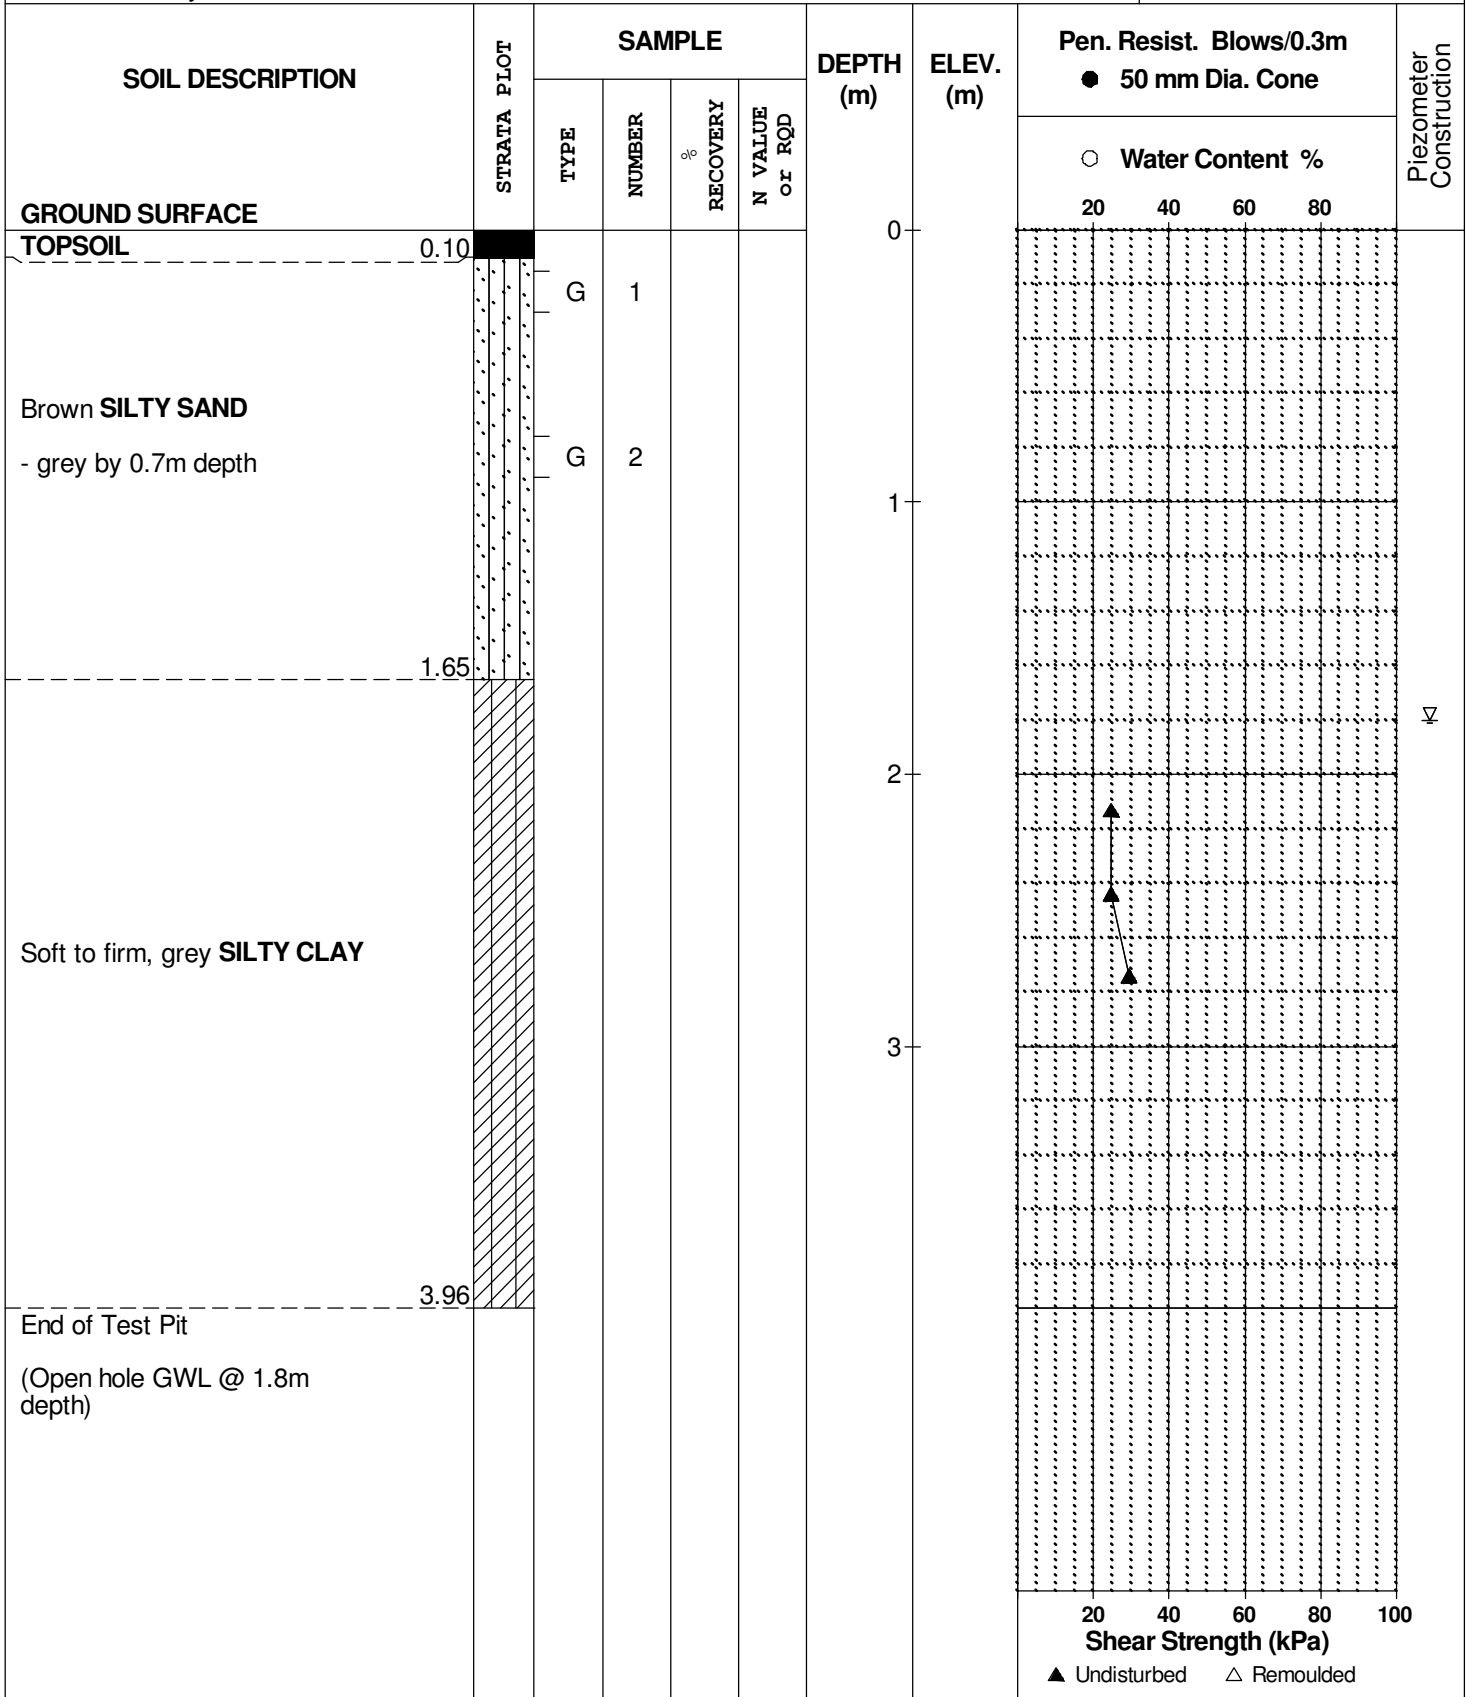 SOIL DESCRIPTION
GROUND SURFACE
STRATA PLOT
SAMPLE
TYPE
NUMBER
%
RECOVERY
N VALUE
or RQD
DEPTH
(m)
ELEV.
(m)
Pen. Resist. Blows/0.3m
● 50 mm Dia. Cone
○ Water Content %
20 40 60 80
Piezometer
Construction
TOPSOIL 0.10
0
G 1
Brown SILTY SAND
- grey by 0.7m depth
G 2
1
1.65
2
Soft to firm, grey SILTY CLAY
3
3.96
End of Test Pit
(Open hole GWL @ 1.8m
depth)
20 40 60 80 100
Shear Strength (kPa)
▲ Undisturbed △ Remoulded